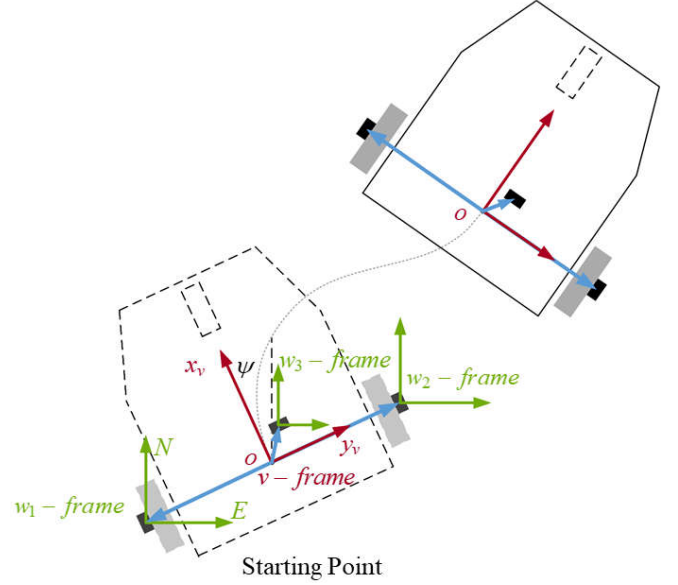 o
ψ
x_v
w_3 – frame
w_2 – frame
y_v
o
v – frame
N
w_1 – frame
E
Starting Point